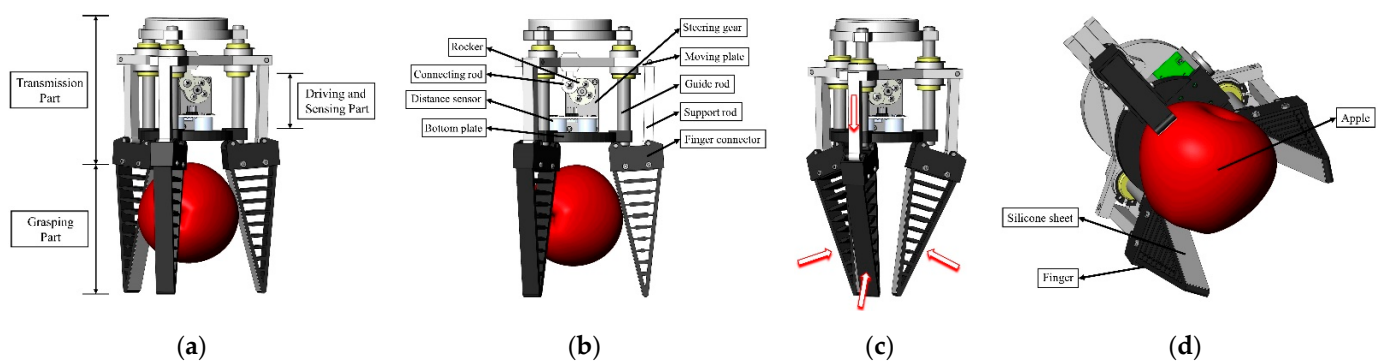 Transmission
Part
Grasping
Part
Driving and
Sensing Part
(a)
Rocker
Connecting rod
Distance sensor
Bottom plate
Steering gear
Moving plate
Guide rod
Support rod
Finger connector
(b)
(c)
Apple
Silicone sheet
Finger
(d)